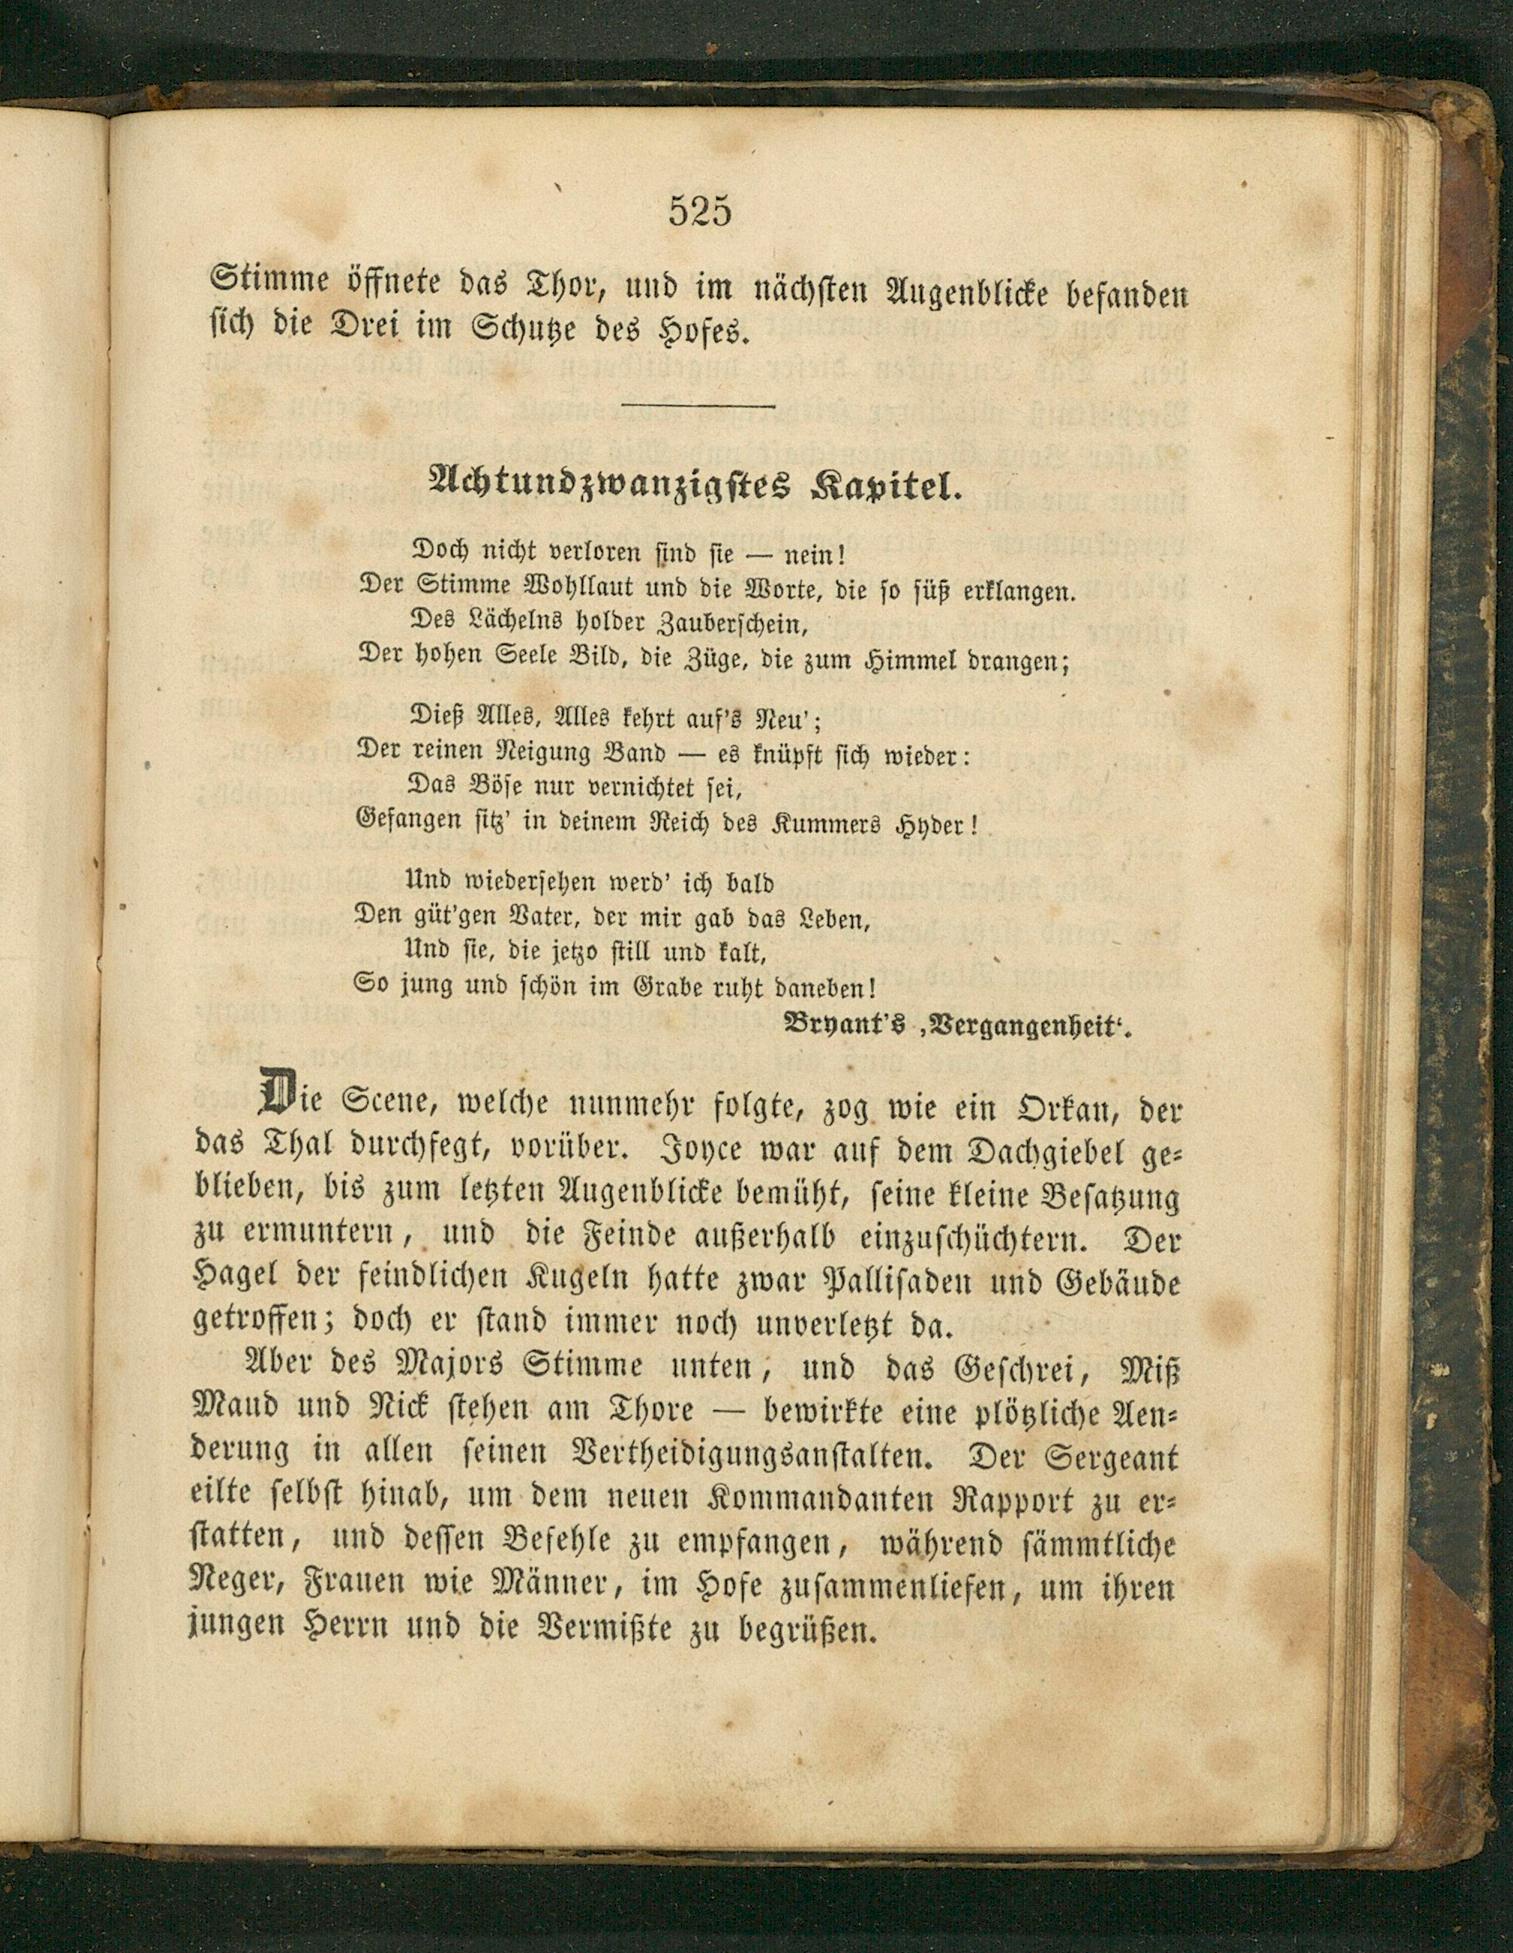 525
Stimme öffnete das Thor, und im nächsten Augenblicke befanden
sich die Drei im Schutze des Hofes.
Achtundzwanzigstes Kapitel.
Doch nicht verloren sind sie — nein!
Der Stimme Wohllaut und die Worte, die so süß erklangen.
Des Lächelns holder Zauberschein,
Der hohen Seele Bild, die Züge, die zum Himmel drangen;
Dieß Alles, Alles kehrt auf's Neu';
Der reinen Neigung Band — es knüpft sich wieder:
Das Böse nur vernichtet sei,
Gefangen sitz' in deinem Reich des Kummers Hyder!
Und wiedersehen werd' ich bald
Den güt'gen Vater, der mir gab das Leben,
Und sie, die jetzo still und kalt,
So jung und schön im Grabe ruht daneben!
Bryant's ‚Vergangenheit‘.
Die Scene, welche nunmehr folgte, zog wie ein Orkan, der
das Thal durchfegt, vorüber. Joyce war auf dem Dachgiebel ge-
blieben, bis zum letzten Augenblicke bemüht, seine kleine Besatzung
zu ermuntern, und die Feinde außerhalb einzuschüchtern. Der
Hagel der feindlichen Kugeln hatte zwar Pallisaden und Gebäude
getroffen; doch er stand immer noch unverletzt da.
Aber des Majors Stimme unten, und das Geschrei, Miß
Maud und Nick stehen am Thore — bewirkte eine plötzliche Aen-
derung in allen seinen Vertheidigungsanstalten. Der Sergeant
eilte selbst hinab, um dem neuen Kommandanten Rapport zu er-
statten, und dessen Befehle zu empfangen, während sämmtliche
Neger, Frauen wie Männer, im Hofe zusammenliefen, um ihren
jungen Herrn und die Vermißte zu begrüßen.